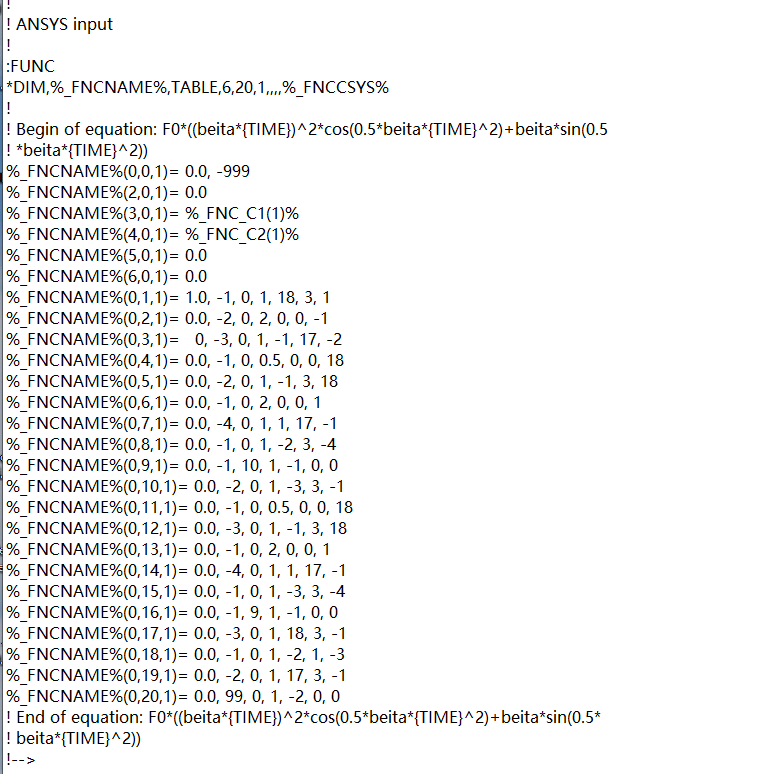 !
! ANSYS input
!
:FUNC
*DIM,%_FNCNAME%,TABLE,6,20,1,,,,%_FNCCSYS%
!
! Begin of equation: F0*((beita*{TIME})^2*cos(0.5*beita*{TIME}^2)+beita*sin(0.5
! *beita*{TIME}^2))
%_FNCNAME%(0,0,1)= 0.0, -999
%_FNCNAME%(2,0,1)= 0.0
%_FNCNAME%(3,0,1)= %_FNC_C1(1)%
%_FNCNAME%(4,0,1)= %_FNC_C2(1)%
%_FNCNAME%(5,0,1)= 0.0
%_FNCNAME%(6,0,1)= 0.0
%_FNCNAME%(0,1,1)= 1.0, -1, 0, 1, 18, 3, 1
%_FNCNAME%(0,2,1)= 0.0, -2, 0, 2, 0, 0, -1
%_FNCNAME%(0,3,1)=   0, -3, 0, 1, -1, 17, -2
%_FNCNAME%(0,4,1)= 0.0, -1, 0, 0.5, 0, 0, 18
%_FNCNAME%(0,5,1)= 0.0, -2, 0, 1, -1, 3, 18
%_FNCNAME%(0,6,1)= 0.0, -1, 0, 2, 0, 0, 1
%_FNCNAME%(0,7,1)= 0.0, -4, 0, 1, 1, 17, -1
%_FNCNAME%(0,8,1)= 0.0, -1, 0, 1, -2, 3, -4
%_FNCNAME%(0,9,1)= 0.0, -1, 10, 1, -1, 0, 0
%_FNCNAME%(0,10,1)= 0.0, -2, 0, 1, -3, 3, -1
%_FNCNAME%(0,11,1)= 0.0, -1, 0, 0.5, 0, 0, 18
%_FNCNAME%(0,12,1)= 0.0, -3, 0, 1, -1, 3, 18
%_FNCNAME%(0,13,1)= 0.0, -1, 0, 2, 0, 0, 1
%_FNCNAME%(0,14,1)= 0.0, -4, 0, 1, 1, 17, -1
%_FNCNAME%(0,15,1)= 0.0, -1, 0, 1, -3, 3, -4
%_FNCNAME%(0,16,1)= 0.0, -1, 9, 1, -1, 0, 0
%_FNCNAME%(0,17,1)= 0.0, -3, 0, 1, 18, 3, -1
%_FNCNAME%(0,18,1)= 0.0, -1, 0, 1, -2, 1, -3
%_FNCNAME%(0,19,1)= 0.0, -2, 0, 1, 17, 3, -1
%_FNCNAME%(0,20,1)= 0.0, 99, 0, 1, -2, 0, 0
! End of equation: F0*((beita*{TIME})^2*cos(0.5*beita*{TIME}^2)+beita*sin(0.5*
! beita*{TIME}^2))
!-->